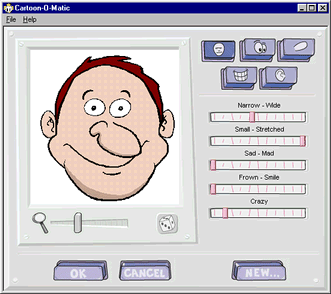 Cartoon-O-Matic
File Help
Narrow - Wide
Small - Stretched
Sad - Mad
Frown - Smile
Crazy
OK
CANCEL
NEW...